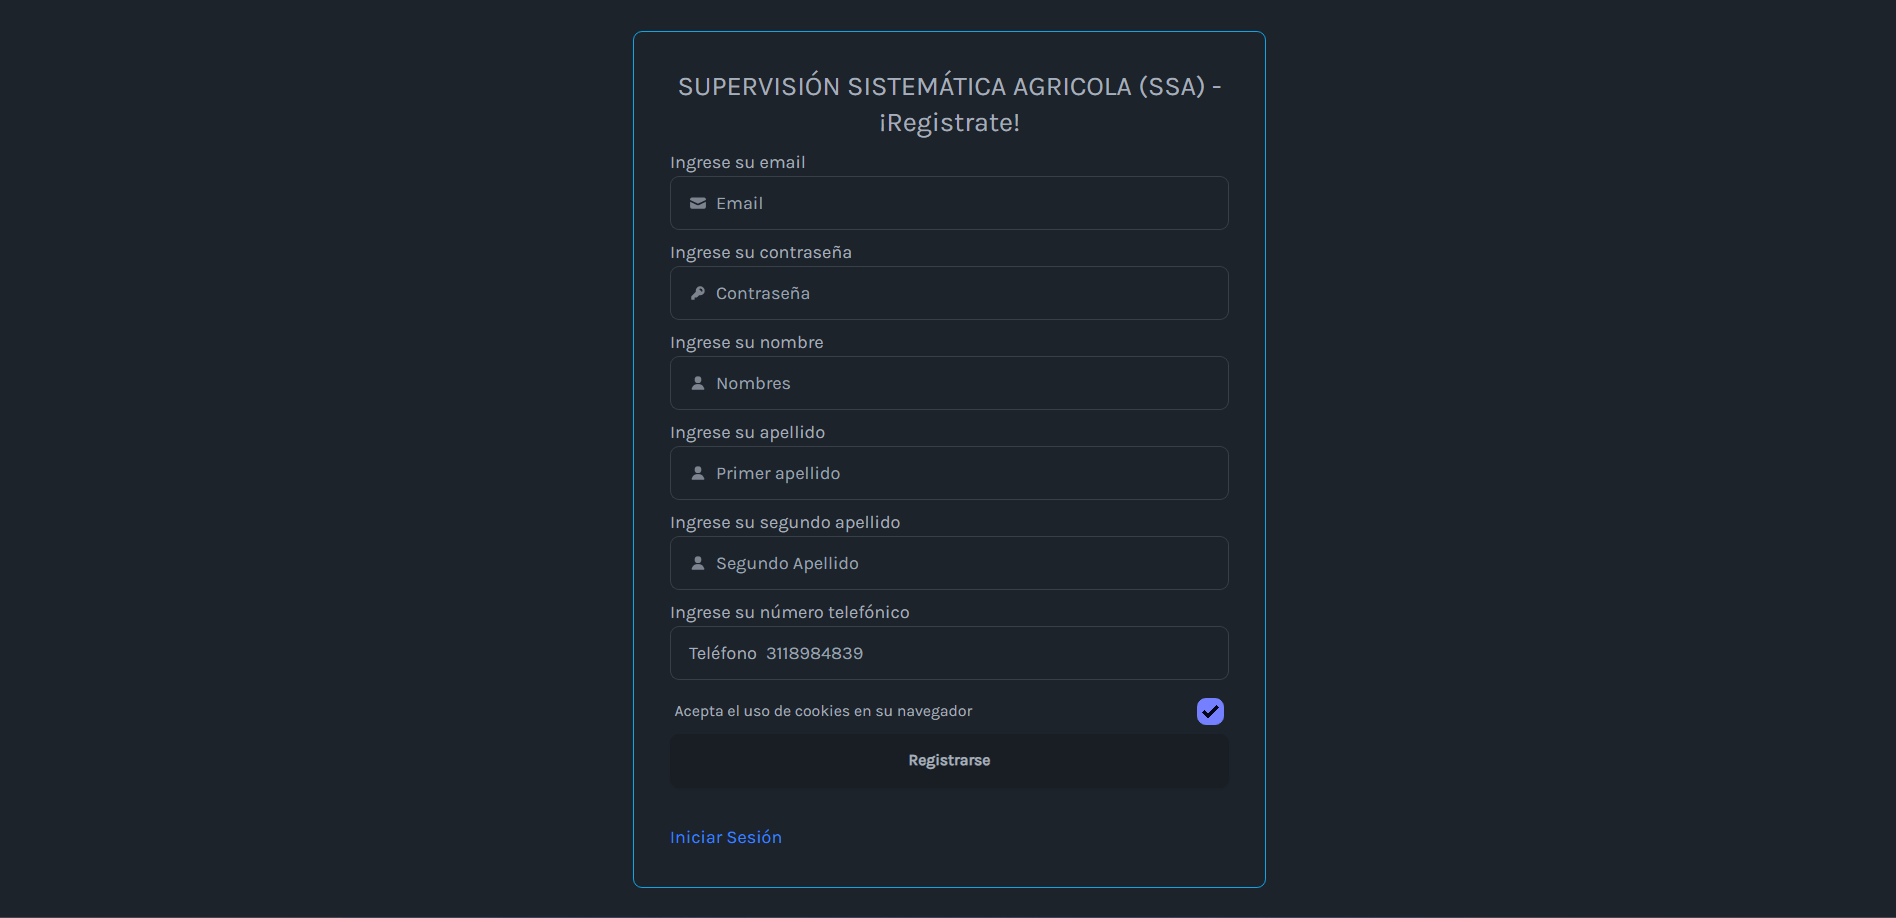 SUPERVISIÓN SISTEMÁTICA AGRICOLA (SSA) -
¡Registrate!
Ingrese su email
Email
Ingrese su contraseña
Contraseña
Ingrese su nombre
Nombres
Ingrese su apellido
Primer apellido
Ingrese su segundo apellido
Segundo Apellido
Ingrese su número telefónico
Teléfono 3118984839
Acepta el uso de cookies en su navegador
Registrarse
Iniciar Sesión